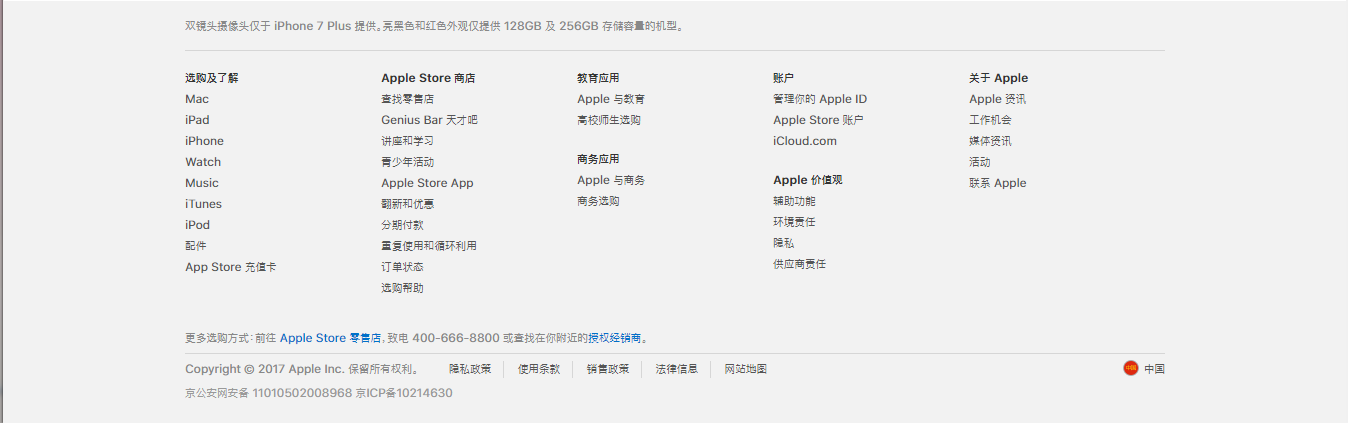 双镜头摄像头仅于 iPhone 7 Plus 提供。亮黑色和红色外观仅提供 128GB 及 256GB 存储容量的机型。
选购及了解
Mac
iPad
iPhone
Watch
Music
iTunes
iPod
配件
App Store 充值卡
Apple Store 商店
查找零售店
Genius Bar 天才吧
讲座和学习
青少年活动
Apple Store App
翻新和优惠
分期付款
重复使用和循环利用
订单状态
选购帮助
教育应用
Apple 与教育
高校师生选购
商务应用
Apple 与商务
商务选购
账户
管理你的 Apple ID
Apple Store 账户
iCloud.com
Apple 价值观
辅助功能
环境责任
隐私
供应商责任
关于 Apple
Apple 资讯
工作机会
媒体资讯
活动
联系 Apple
更多选购方式：前往 Apple Store 零售店，致电 400-666-8800 或查找在你附近的授权经销商。
Copyright © 2017 Apple Inc. 保留所有权利。 隐私政策 使用条款 销售政策 法律信息 网站地图 中国
京公安网安备 11010502008968 京ICP备10214630